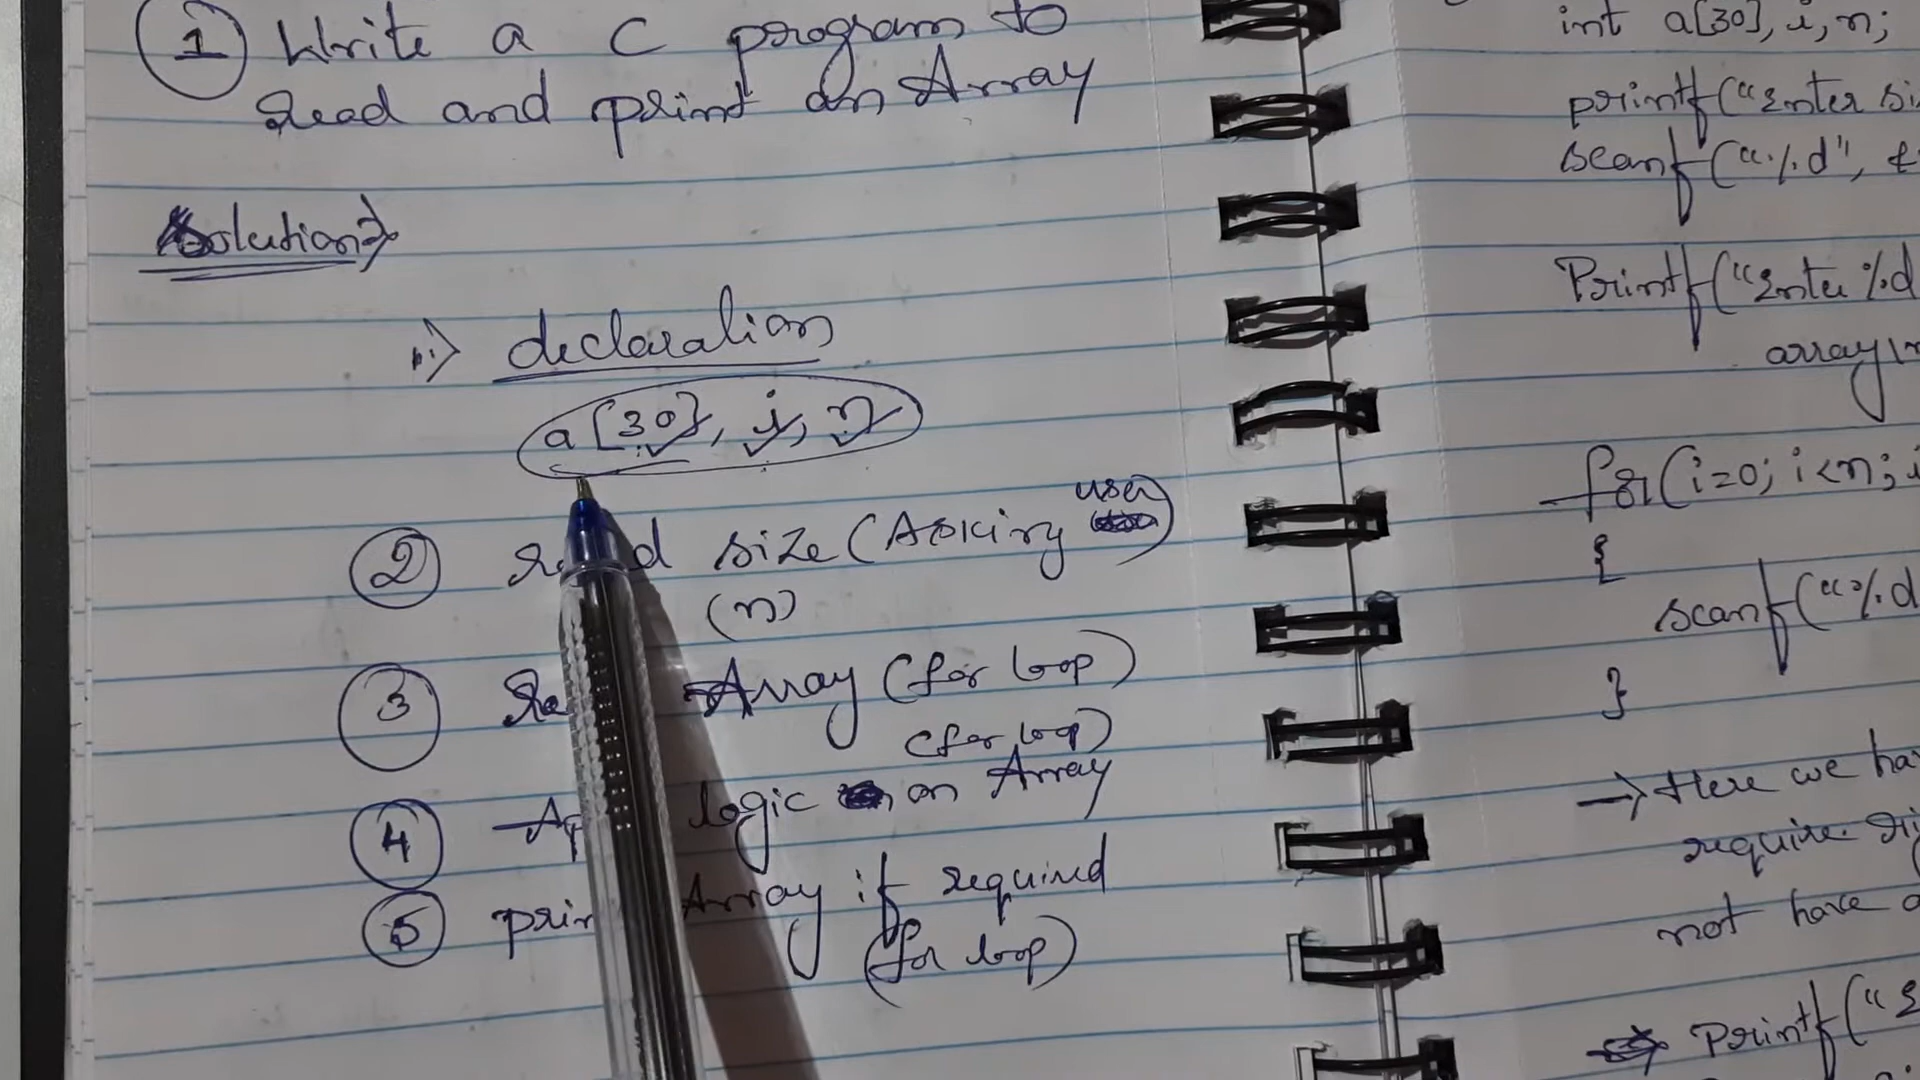 1 Write a C program to
Read and print an Array
Solution
1) declaration
a[30], i, n
2 size (Asking user)
(n)
3 Array (for loop)
(for loop)
4 logic on Array
5 print Array if required
(for loop)
int a[30], i, n;
printf("Enter
scanf("%d",
Printf("Enter %d
array
for(i=0; i<n;
{
scanf("%d
}
→ Here we
require
not have
Printf("